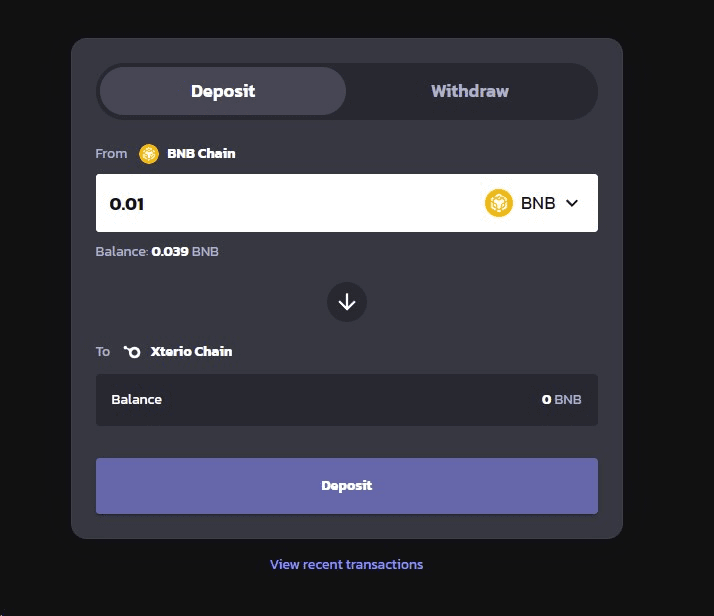 Deposit Withdraw
From BNB Chain
0.01 BNB
Balance: 0.039 BNB
To Xterio Chain
Balance 0 BNB
Deposit
View recent transactions